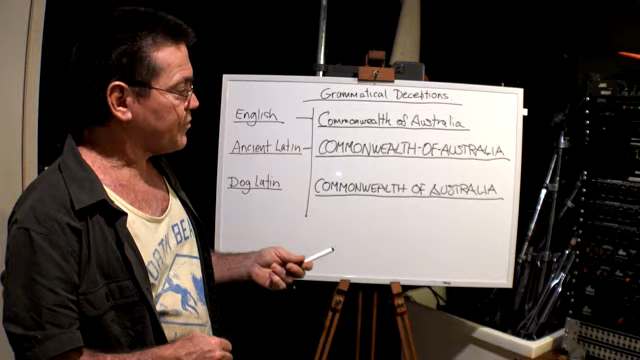 Grammatical Deceptions
English Commonwealth of Australia
Ancient Latin COMMONWEALTH-OF-AUSTRALIA
Dog Latin COMMONWEALTH OF AUSTRALIA
NORTH BEA